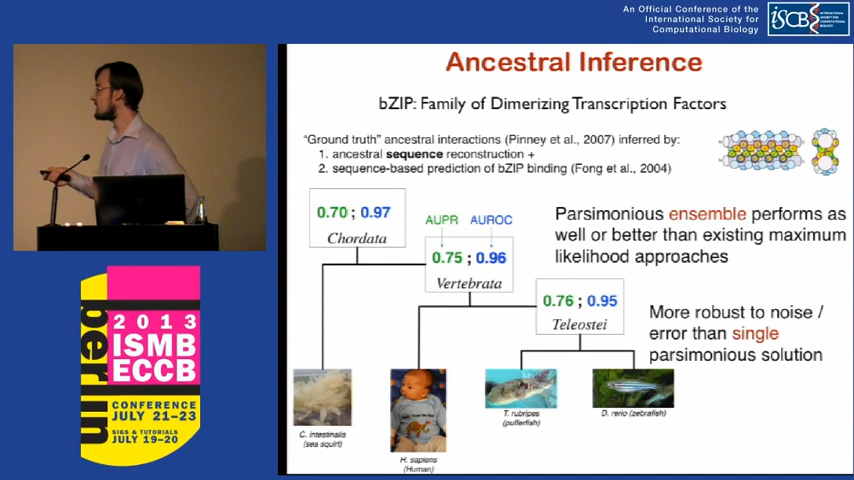 An Official Conference of the
International Society for
Computational Biology
ISCB
INTERNATIONAL
SOCIETY FOR
COMPUTATIONAL
BIOLOGY
Ancestral Inference
bZIP: Family of Dimerizing Transcription Factors
"Ground truth" ancestral interactions (Pinney et al., 2007) inferred by:
1. ancestral sequence reconstruction +
2. sequence-based prediction of bZIP binding (Fong et al., 2004)
0.70 ; 0.97
Chordata
AUPR
AUROC
0.75 ; 0.96
Vertebrata
0.76 ; 0.95
Teleostei
Parsimonious ensemble performs as
well or better than existing maximum
likelihood approaches
More robust to noise /
error than single
parsimonious solution
C. intestinalis
(sea squirt)
H. sapiens
(Human)
T. rubripes
(pufferfish)
D. rerio (zebrafish)
berlin
2013
ISMB
ECCB
CONFERENCE
JULY 21–23
SIGS & TUTORIALS
JULY 19–20